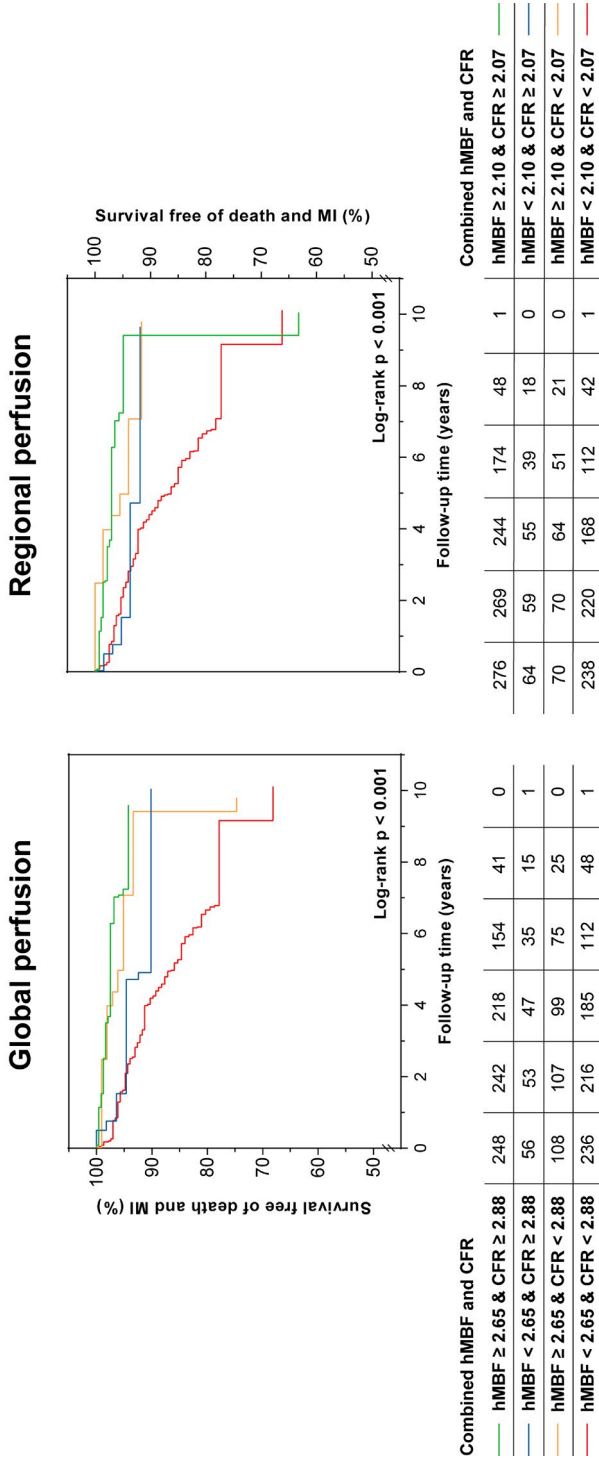 Global perfusion
Survival free of death and MI (%)
100
90
80
70
60
50
Log-rank p < 0.001
0 2 4 6 8 10
Follow-up time (years)
Combined hMBF and CFR
hMBF ≥ 2.65 & CFR ≥ 2.88 248 242 218 154 41 0
hMBF < 2.65 & CFR ≥ 2.88 56 53 47 35 15 1
hMBF ≥ 2.65 & CFR < 2.88 108 107 99 75 25 0
hMBF < 2.65 & CFR < 2.88 236 216 185 112 48 1
Regional perfusion
Survival free of death and MI (%)
100
90
80
70
60
50
Log-rank p < 0.001
0 2 4 6 8 10
Follow-up time (years)
Combined hMBF and CFR
276 269 244 174 48 1 hMBF ≥ 2.10 & CFR ≥ 2.07
64 59 55 39 18 0 hMBF < 2.10 & CFR ≥ 2.07
70 70 64 51 21 0 hMBF ≥ 2.10 & CFR < 2.07
238 220 168 112 42 1 hMBF < 2.10 & CFR < 2.07